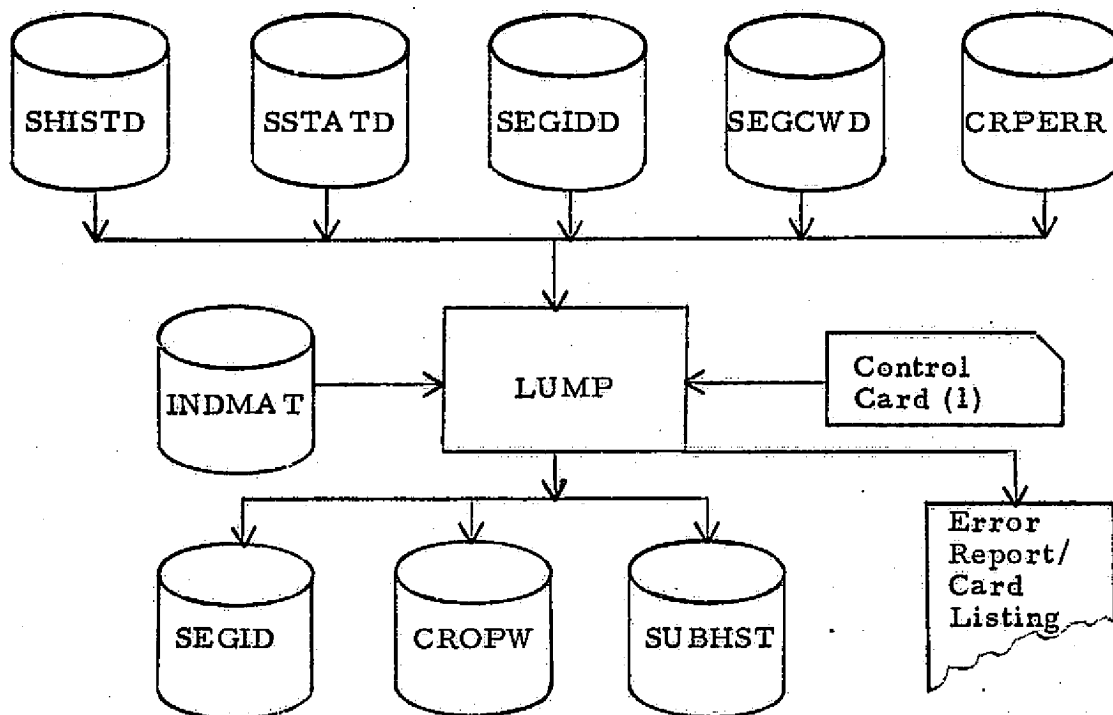 SHISTD
SSTATD
SEGIDD
SEGCWD
CRPERR
INDMAT
LUMP
Control
Card (1)
SEGID
CROPW
SUBHST
Error
Report/
Card
Listing